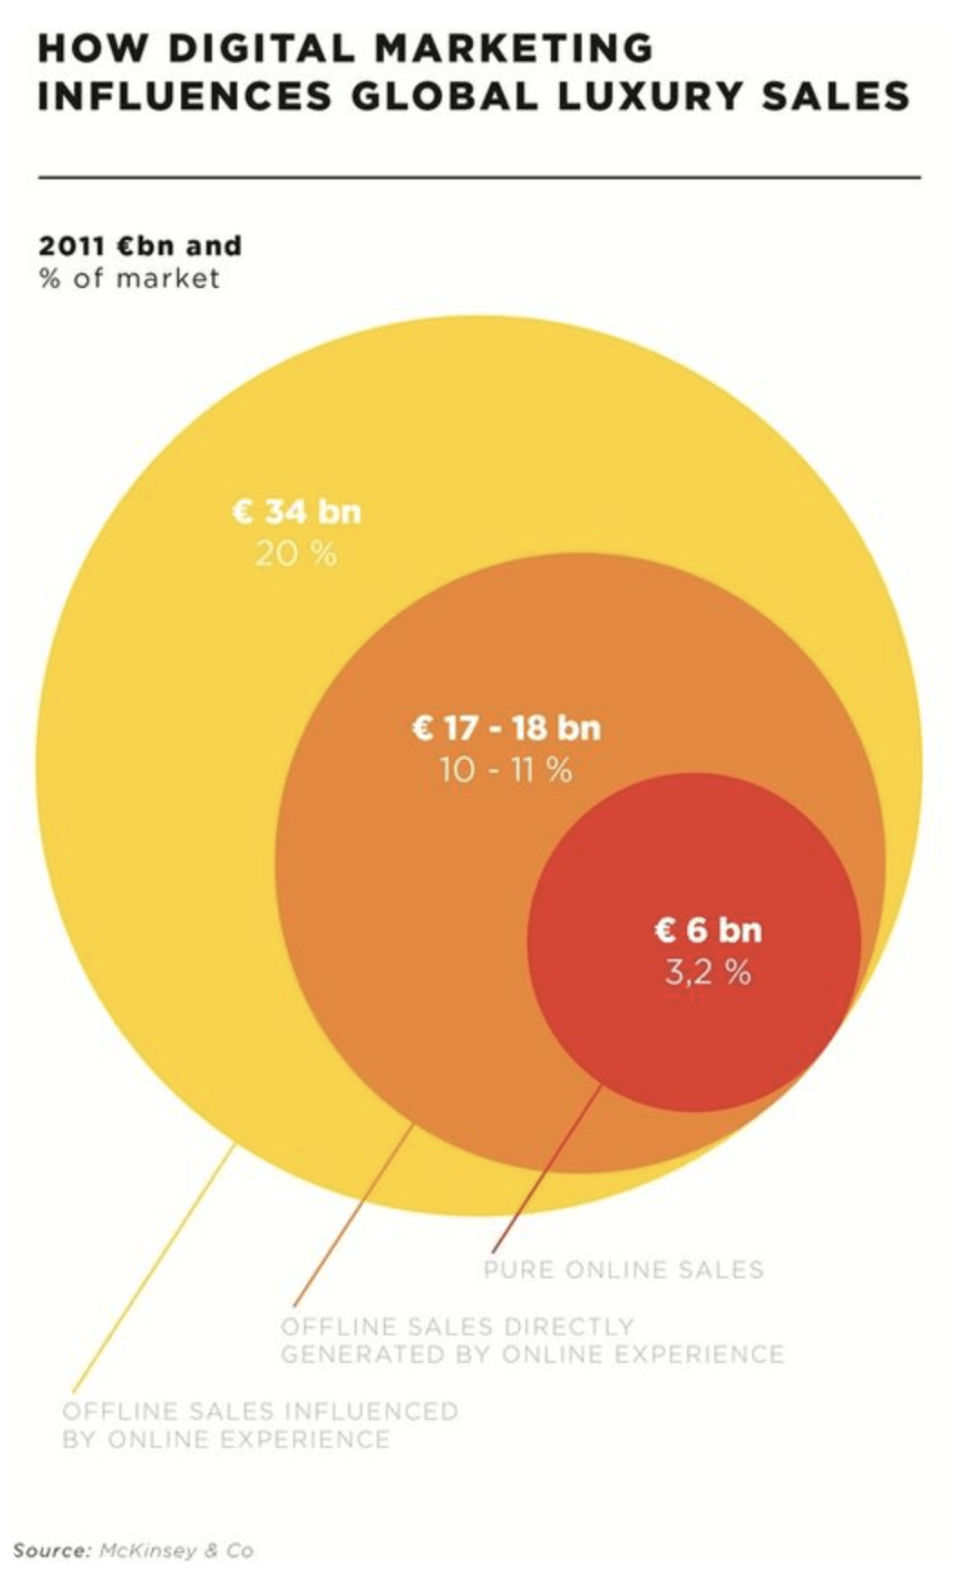 HOW DIGITAL MARKETING
INFLUENCES GLOBAL LUXURY SALES
2011 €bn and
% of market
€ 34 bn
20 %
€ 17 - 18 bn
10 - 11 %
€ 6 bn
3,2 %
PURE ONLINE SALES
OFFLINE SALES DIRECTLY
GENERATED BY ONLINE EXPERIENCE
OFFLINE SALES INFLUENCED
BY ONLINE EXPERIENCE
Source: McKinsey & Co